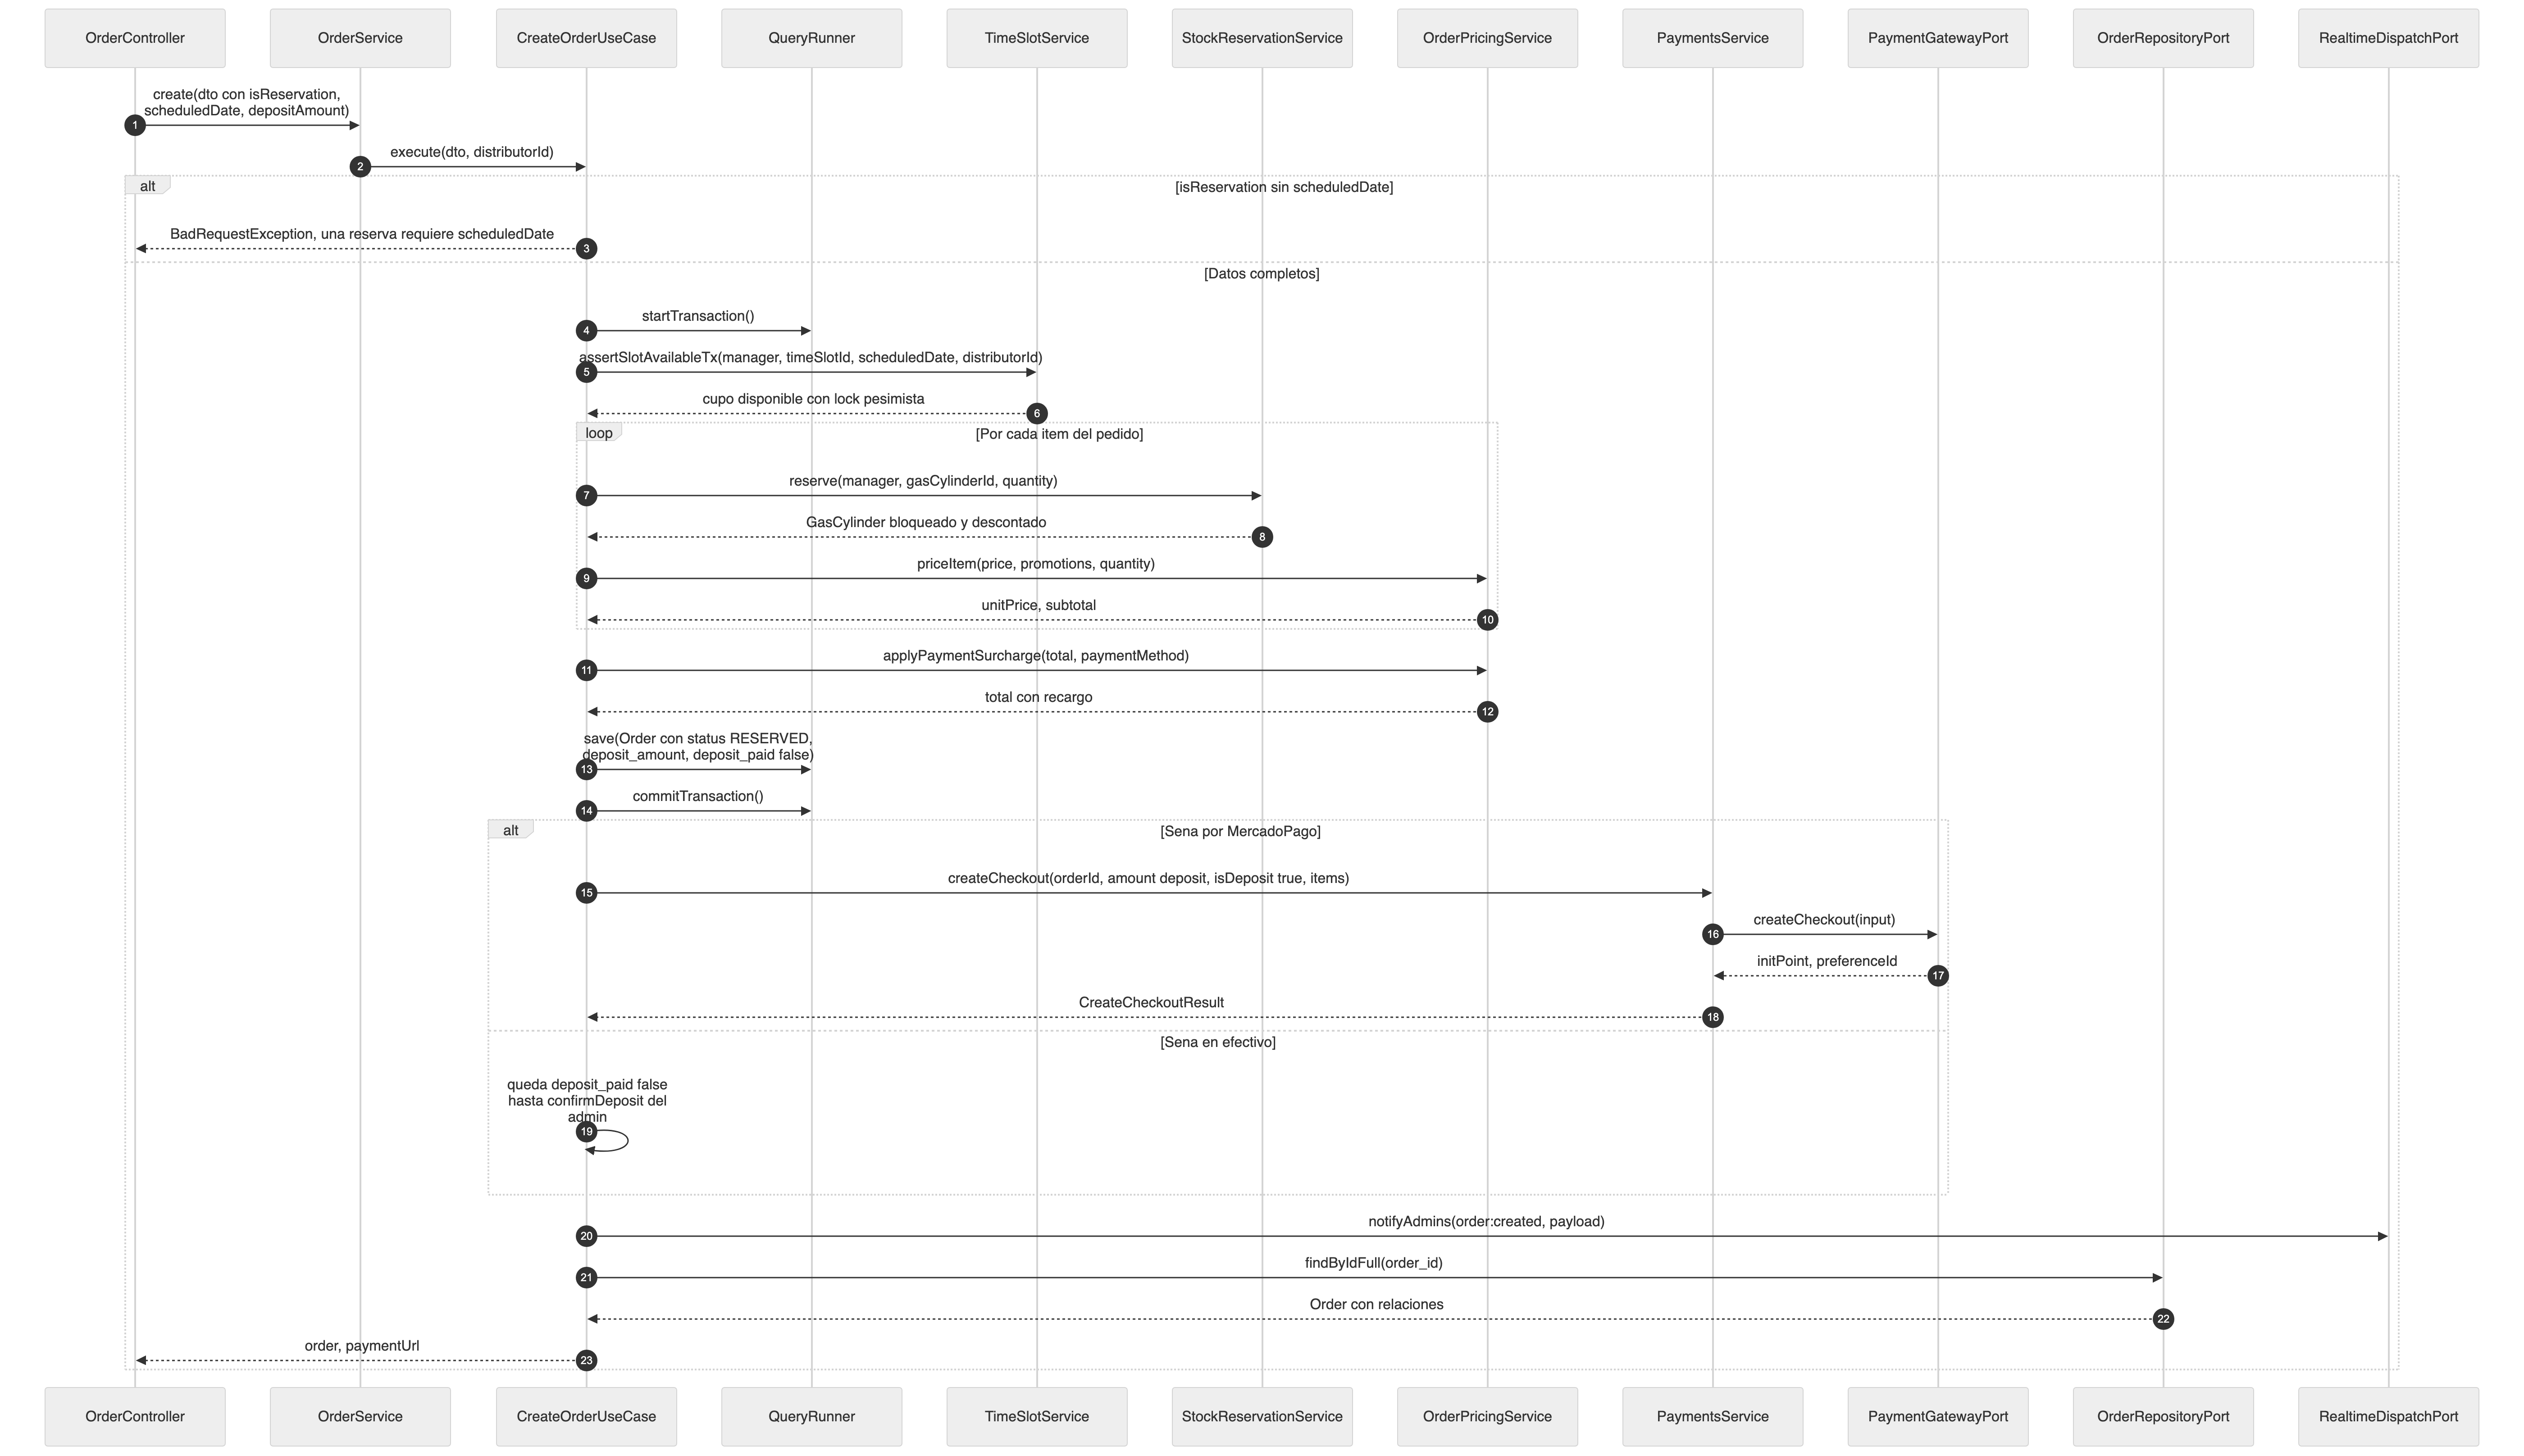 OrderController
OrderService
CreateOrderUseCase
QueryRunner
TimeSlotService
StockReservationService
OrderPricingService
PaymentsService
PaymentGatewayPort
OrderRepositoryPort
RealtimeDispatchPort
create(dto con isReservation,
scheduledDate, depositAmount)
1
execute(dto, distributorId)
2
alt
[isReservation sin scheduledDate]
BadRequestException, una reserva requiere scheduledDate
3
[Datos completos]
startTransaction()
4
assertSlotAvailableTx(manager, timeSlotId, scheduledDate, distributorId)
5
cupo disponible con lock pesimista
6
loop
[Por cada item del pedido]
reserve(manager, gasCylinderId, quantity)
7
GasCylinder bloqueado y descontado
8
priceItem(price, promotions, quantity)
9
unitPrice, subtotal
10
applyPaymentSurcharge(total, paymentMethod)
11
total con recargo
12
save(Order con status RESERVED,
deposit_amount, deposit_paid false)
13
commitTransaction()
14
alt
[Sena por MercadoPago]
createCheckout(orderId, amount deposit, isDeposit true, items)
15
createCheckout(input)
16
initPoint, preferenceId
17
CreateCheckoutResult
18
[Sena en efectivo]
queda deposit_paid false
hasta confirmDeposit del
admin
19
notifyAdmins(order:created, payload)
20
findByIdFull(order_id)
21
Order con relaciones
22
order, paymentUrl
23
OrderController
OrderService
CreateOrderUseCase
QueryRunner
TimeSlotService
StockReservationService
OrderPricingService
PaymentsService
PaymentGatewayPort
OrderRepositoryPort
RealtimeDispatchPort